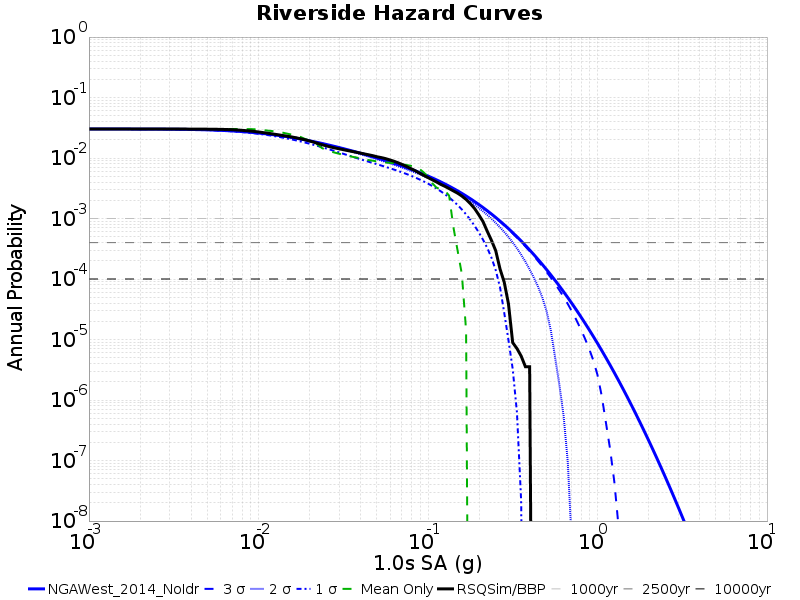 Riverside Hazard Curves
10^0
10^-1
10^-2
10^-3
10^-4
10^-5
10^-6
10^-7
10^-8
Annual Probability
10^-3 10^-2 10^-1 10^0 10^1
1.0s SA (g)
NGAWest_2014_NoIdr 3 σ 2 σ 1 σ Mean Only RSQSim/BBP 1000yr 2500yr 10000yr